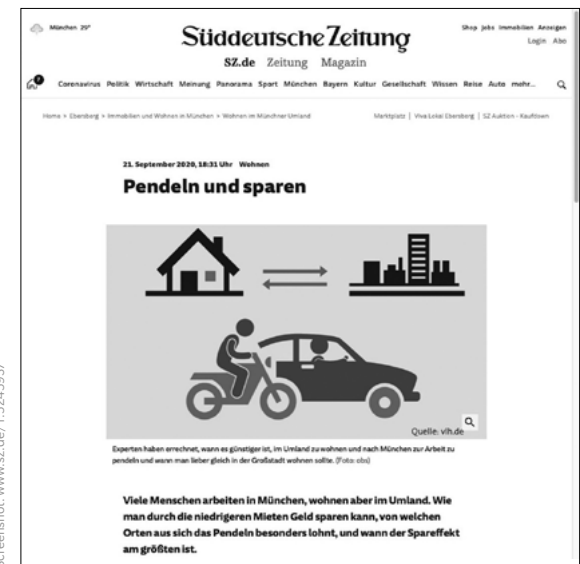 München 29°
Shop Jobs Immobilien Anzeigen
Login Abo
Süddeutsche Zeitung
SZ.de Zeitung Magazin
Coronavirus Politik Wirtschaft Meinung Panorama Sport München Bayern Kultur Gesellschaft Wissen Reise Auto mehr...
Home > Ebersberg > Immobilien und Wohnen in München > Wohnen im Münchner Umland
Marktplatz | Viva Lokal Ebersberg | SZ Auktion - Kaufdown
21. September 2020, 18:31 Uhr Wohnen
Pendeln und sparen
Quelle: vlh.de
Experten haben errechnet, wann es günstiger ist, im Umland zu wohnen und nach München zur Arbeit zu
pendeln und wann man lieber gleich in der Großstadt wohnen sollte. (Foto: obs)
Viele Menschen arbeiten in München, wohnen aber im Umland. Wie
man durch die niedrigeren Mieten Geld sparen kann, von welchen
Orten aus sich das Pendeln besonders lohnt, und wann der Spareffekt
am größten ist.